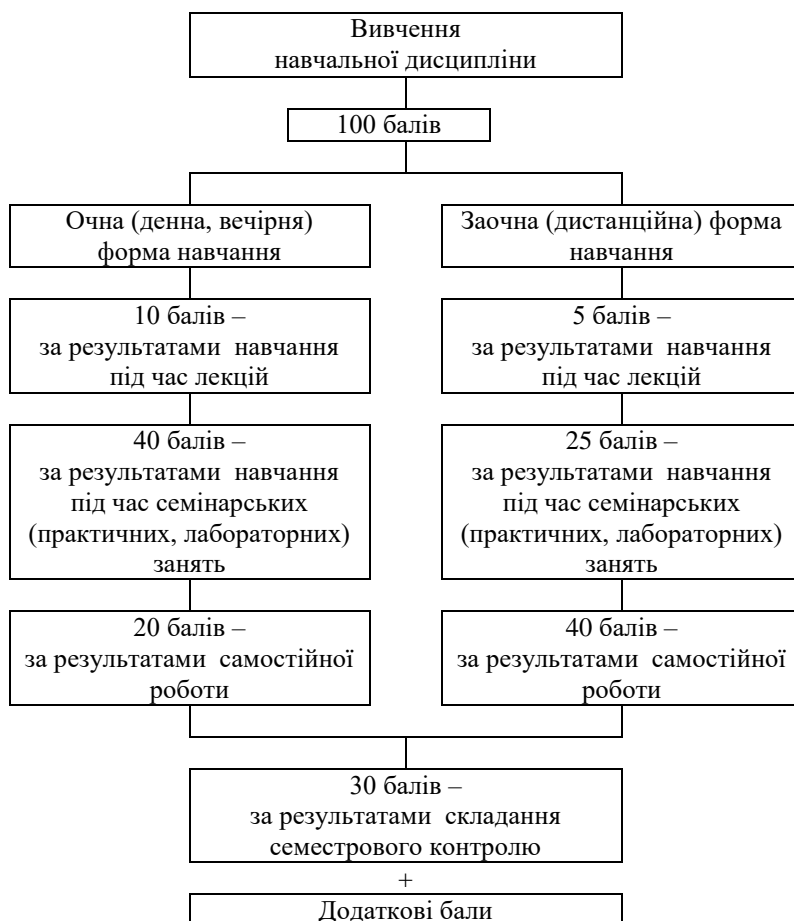 Вивчення
навчальної дисципліни
100 балів
Очна (денна, вечірня)
форма навчання
10 балів –
за результатами навчання
під час лекцій
40 балів –
за результатами навчання
під час семінарських
(практичних, лабораторних)
занять
20 балів –
за результатами самостійної
роботи
Заочна (дистанційна) форма
навчання
5 балів –
за результатами навчання
під час лекцій
25 балів –
за результатами навчання
під час семінарських
(практичних, лабораторних)
занять
40 балів –
за результатами самостійної
роботи
30 балів –
за результатами складання
семестрового контролю
+
Додаткові бали